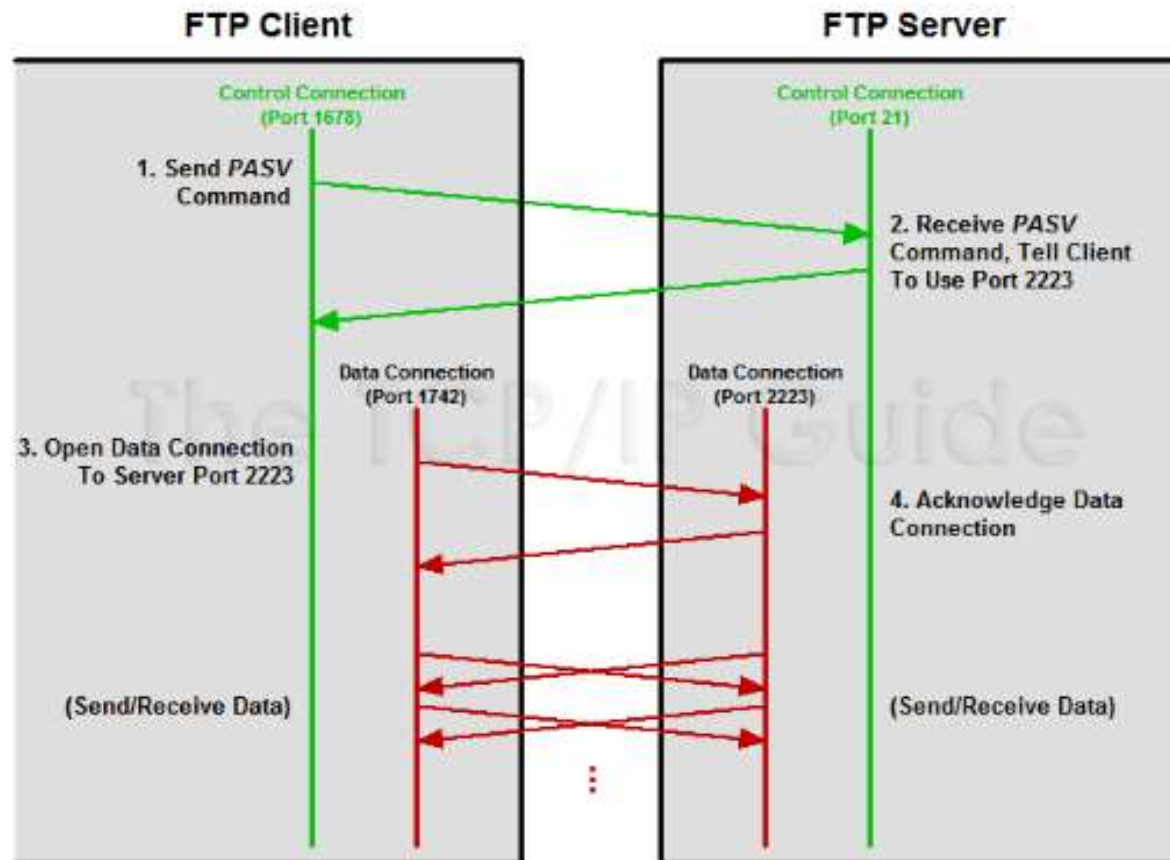 FTP Client
FTP Server
Control Connection
(Port 1678)
Control Connection
(Port 21)
1. Send PASV
Command
2. Receive PASV
Command, Tell Client
To Use Port 2223
Data Connection
(Port 1742)
Data Connection
(Port 2223)
The TCP/IP Guide
3. Open Data Connection
To Server Port 2223
4. Acknowledge Data
Connection
(Send/Receive Data)
(Send/Receive Data)